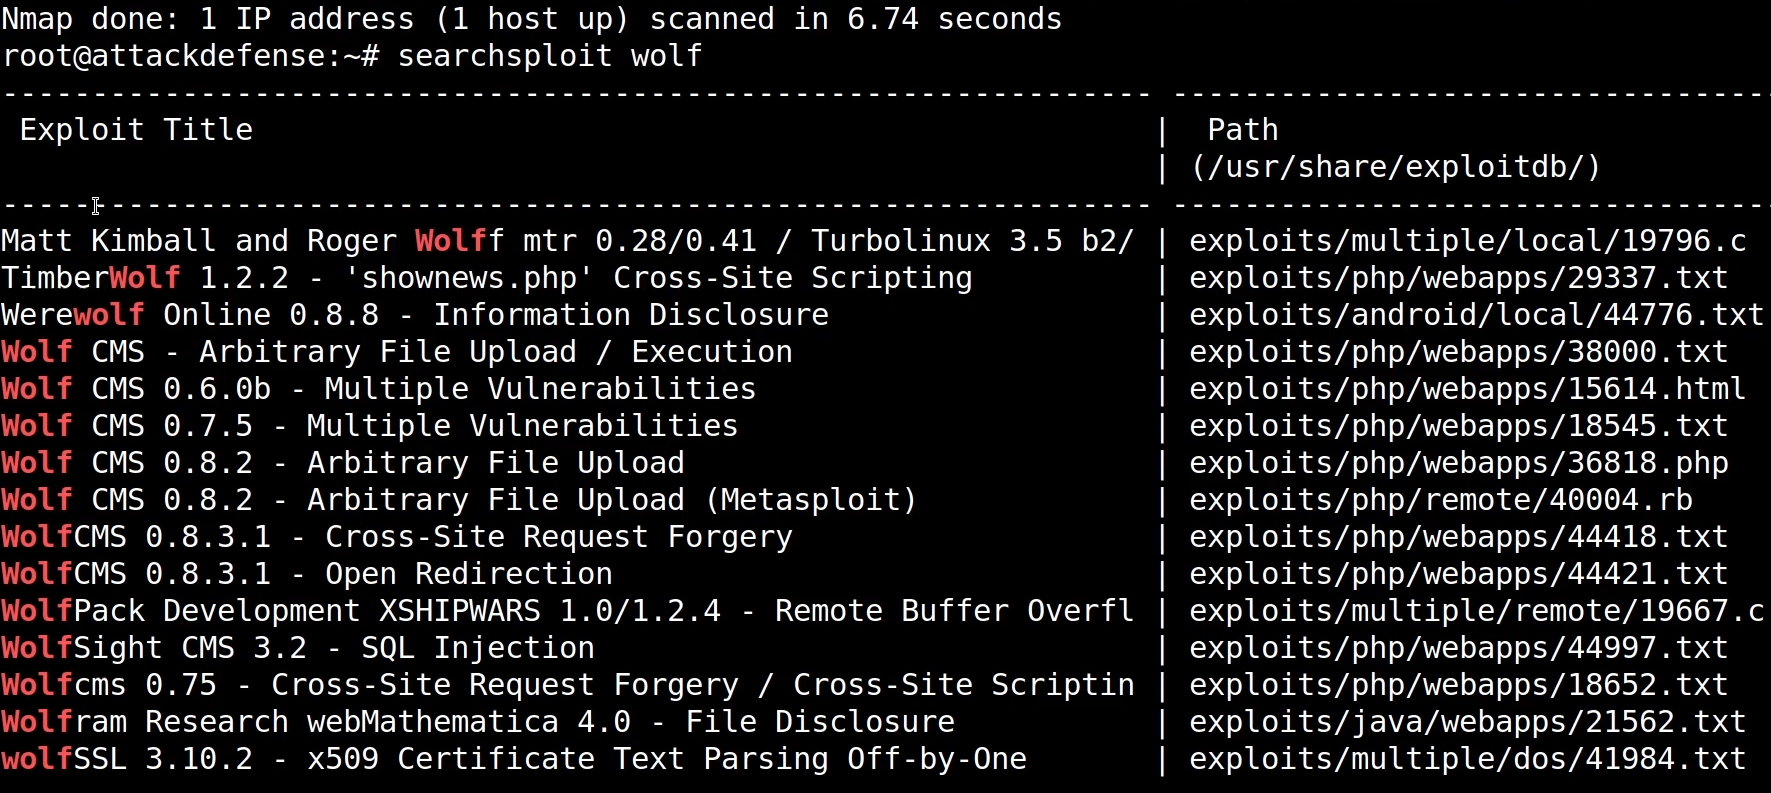 Nmap done: 1 IP address (1 host up) scanned in 6.74 seconds
root@attackdefense:~# searchsploit wolf
---------------------------------------------------------------- ---------------------------------
 Exploit Title                                                  |  Path
                                                                | (/usr/share/exploitdb/)
---------------------------------------------------------------- ---------------------------------
Matt Kimball and Roger Wolff mtr 0.28/0.41 / Turbolinux 3.5 b2/ | exploits/multiple/local/19796.c
TimberWolf 1.2.2 - 'shownews.php' Cross-Site Scripting          | exploits/php/webapps/29337.txt
Werewolf Online 0.8.8 - Information Disclosure                  | exploits/android/local/44776.txt
Wolf CMS - Arbitrary File Upload / Execution                    | exploits/php/webapps/38000.txt
Wolf CMS 0.6.0b - Multiple Vulnerabilities                      | exploits/php/webapps/15614.html
Wolf CMS 0.7.5 - Multiple Vulnerabilities                       | exploits/php/webapps/18545.txt
Wolf CMS 0.8.2 - Arbitrary File Upload                          | exploits/php/webapps/36818.php
Wolf CMS 0.8.2 - Arbitrary File Upload (Metasploit)             | exploits/php/remote/40004.rb
WolfCMS 0.8.3.1 - Cross-Site Request Forgery                    | exploits/php/webapps/44418.txt
WolfCMS 0.8.3.1 - Open Redirection                              | exploits/php/webapps/44421.txt
WolfPack Development XSHIPWARS 1.0/1.2.4 - Remote Buffer Overfl | exploits/multiple/remote/19667.c
WolfSight CMS 3.2 - SQL Injection                               | exploits/php/webapps/44997.txt
Wolfcms 0.75 - Cross-Site Request Forgery / Cross-Site Scriptin | exploits/php/webapps/18652.txt
Wolfram Research webMathematica 4.0 - File Disclosure           | exploits/java/webapps/21562.txt
wolfSSL 3.10.2 - x509 Certificate Text Parsing Off-by-One       | exploits/multiple/dos/41984.txt